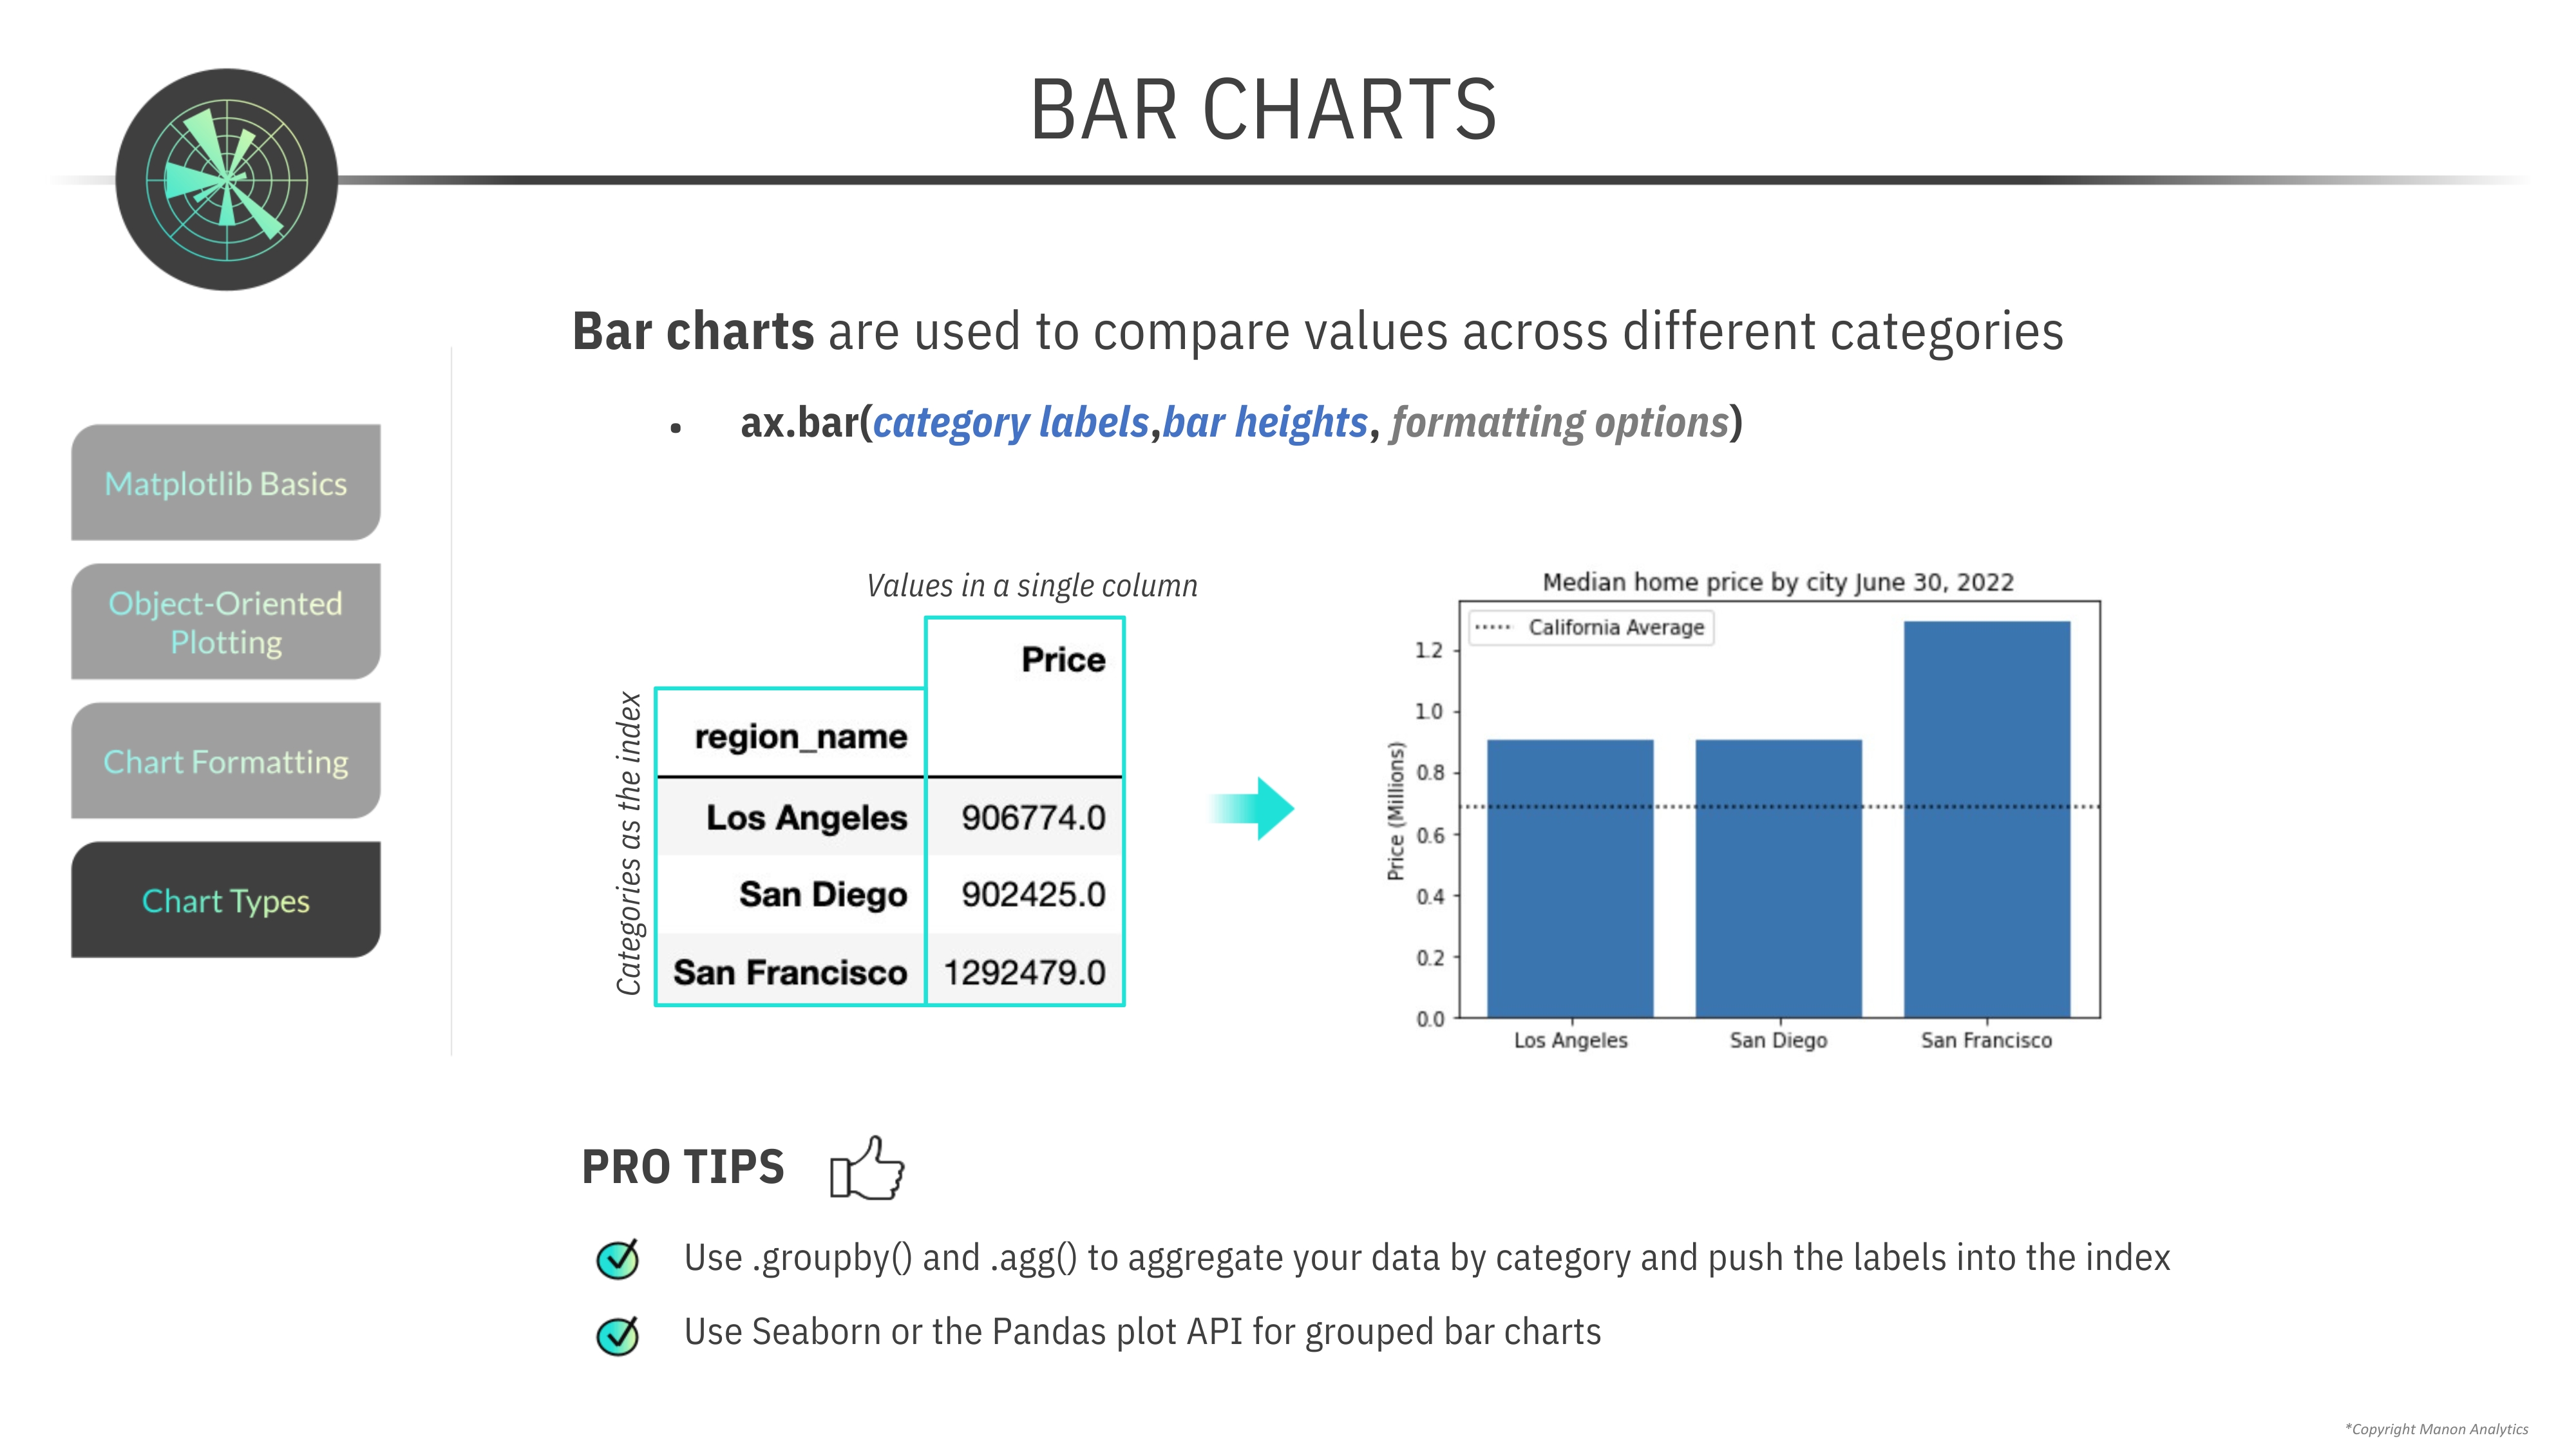 BAR CHARTS
Bar charts are used to compare values across different categories
• ax.bar(category labels,bar heights, formatting options)
Matplotlib Basics
Object-Oriented
Plotting
Chart Formatting
Chart Types
Values in a single column
Categories as the index
Price
region_name
Los Angeles 906774.0
San Diego 902425.0
San Francisco 1292479.0
Median home price by city June 30, 2022
California Average
Price (Millions)
1.2
1.0
0.8
0.6
0.4
0.2
0.0
Los Angeles San Diego San Francisco
PRO TIPS
Use .groupby() and .agg() to aggregate your data by category and push the labels into the index
Use Seaborn or the Pandas plot API for grouped bar charts
*Copyright Manon Analytics